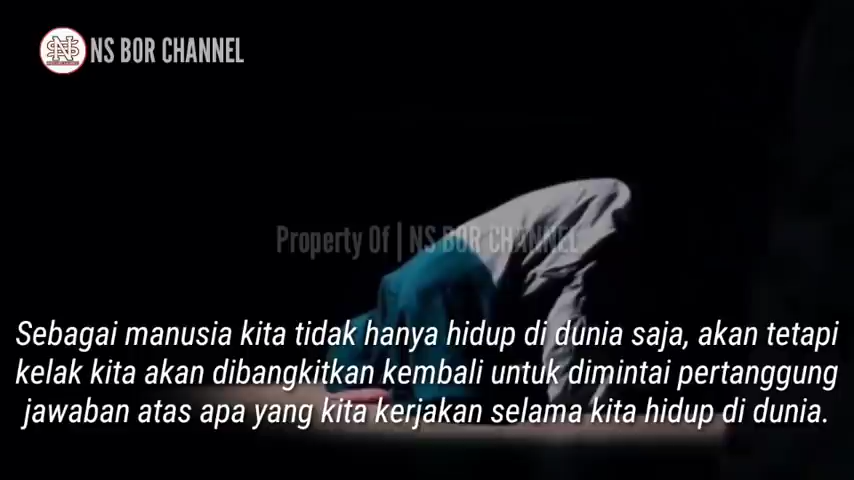 NS BOR CHANNEL
Property Of | NS BOR CHANNEL
Sebagai manusia kita tidak hanya hidup di dunia saja, akan tetapi
kelak kita akan dibangkitkan kembali untuk dimintai pertanggung
jawaban atas apa yang kita kerjakan selama kita hidup di dunia.